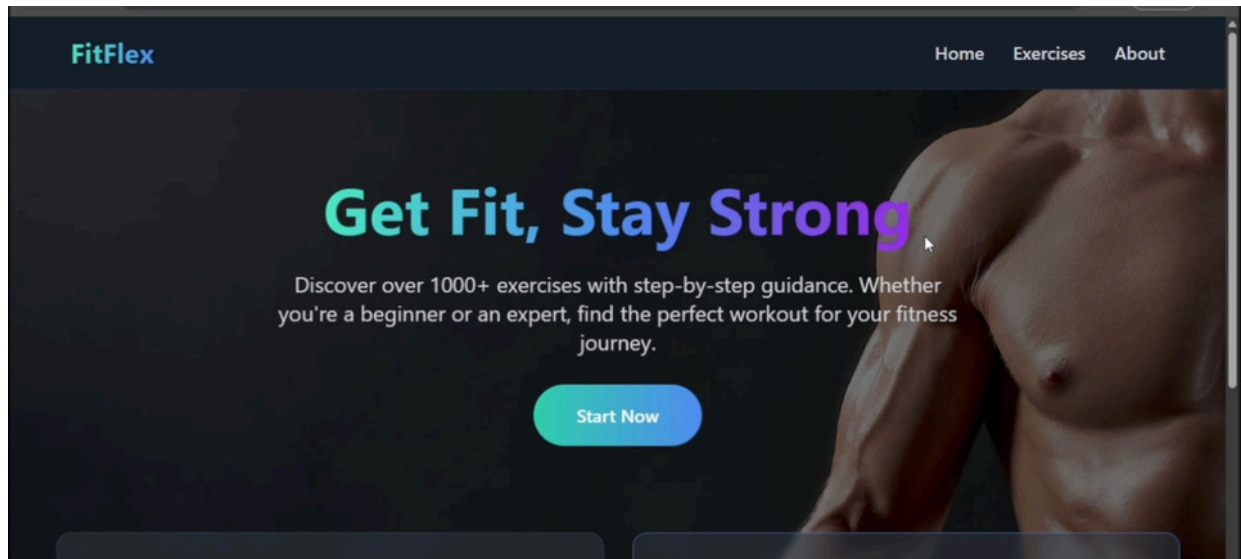 FitFlex
Home Exercises About
Get Fit, Stay Strong
Discover over 1000+ exercises with step-by-step guidance. Whether
you're a beginner or an expert, find the perfect workout for your fitness
journey.
Start Now